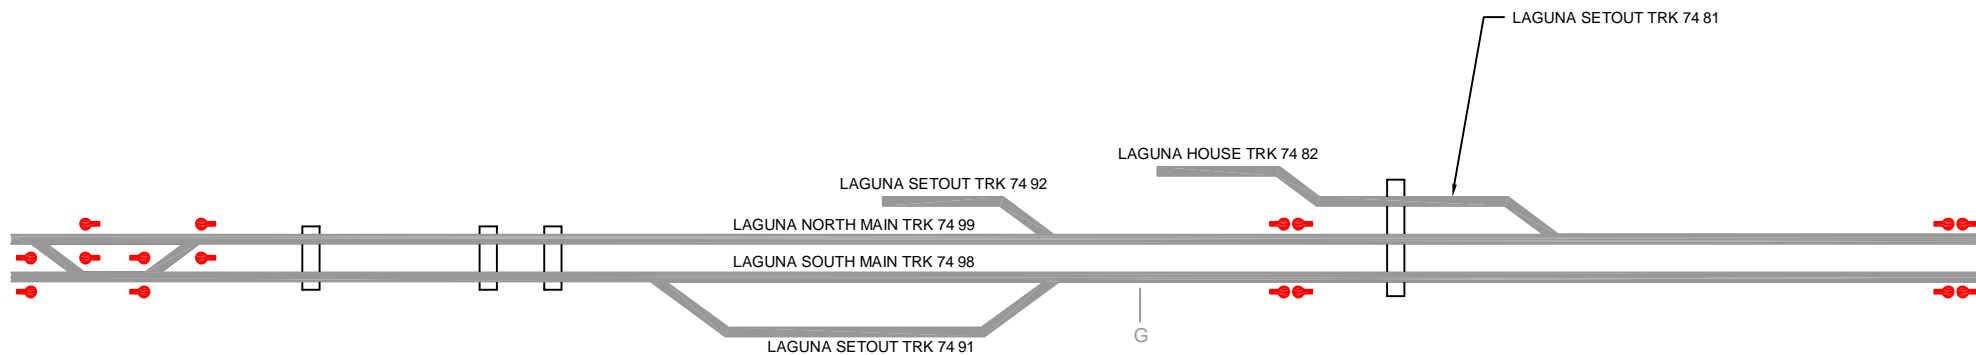 LAGUNA SETOUT TRK 74 81
LAGUNA HOUSE TRK 74 82
LAGUNA SETOUT TRK 74 92
LAGUNA NORTH MAIN TRK 74 99
LAGUNA SOUTH MAIN TRK 74 98
G
LAGUNA SETOUT TRK 74 91